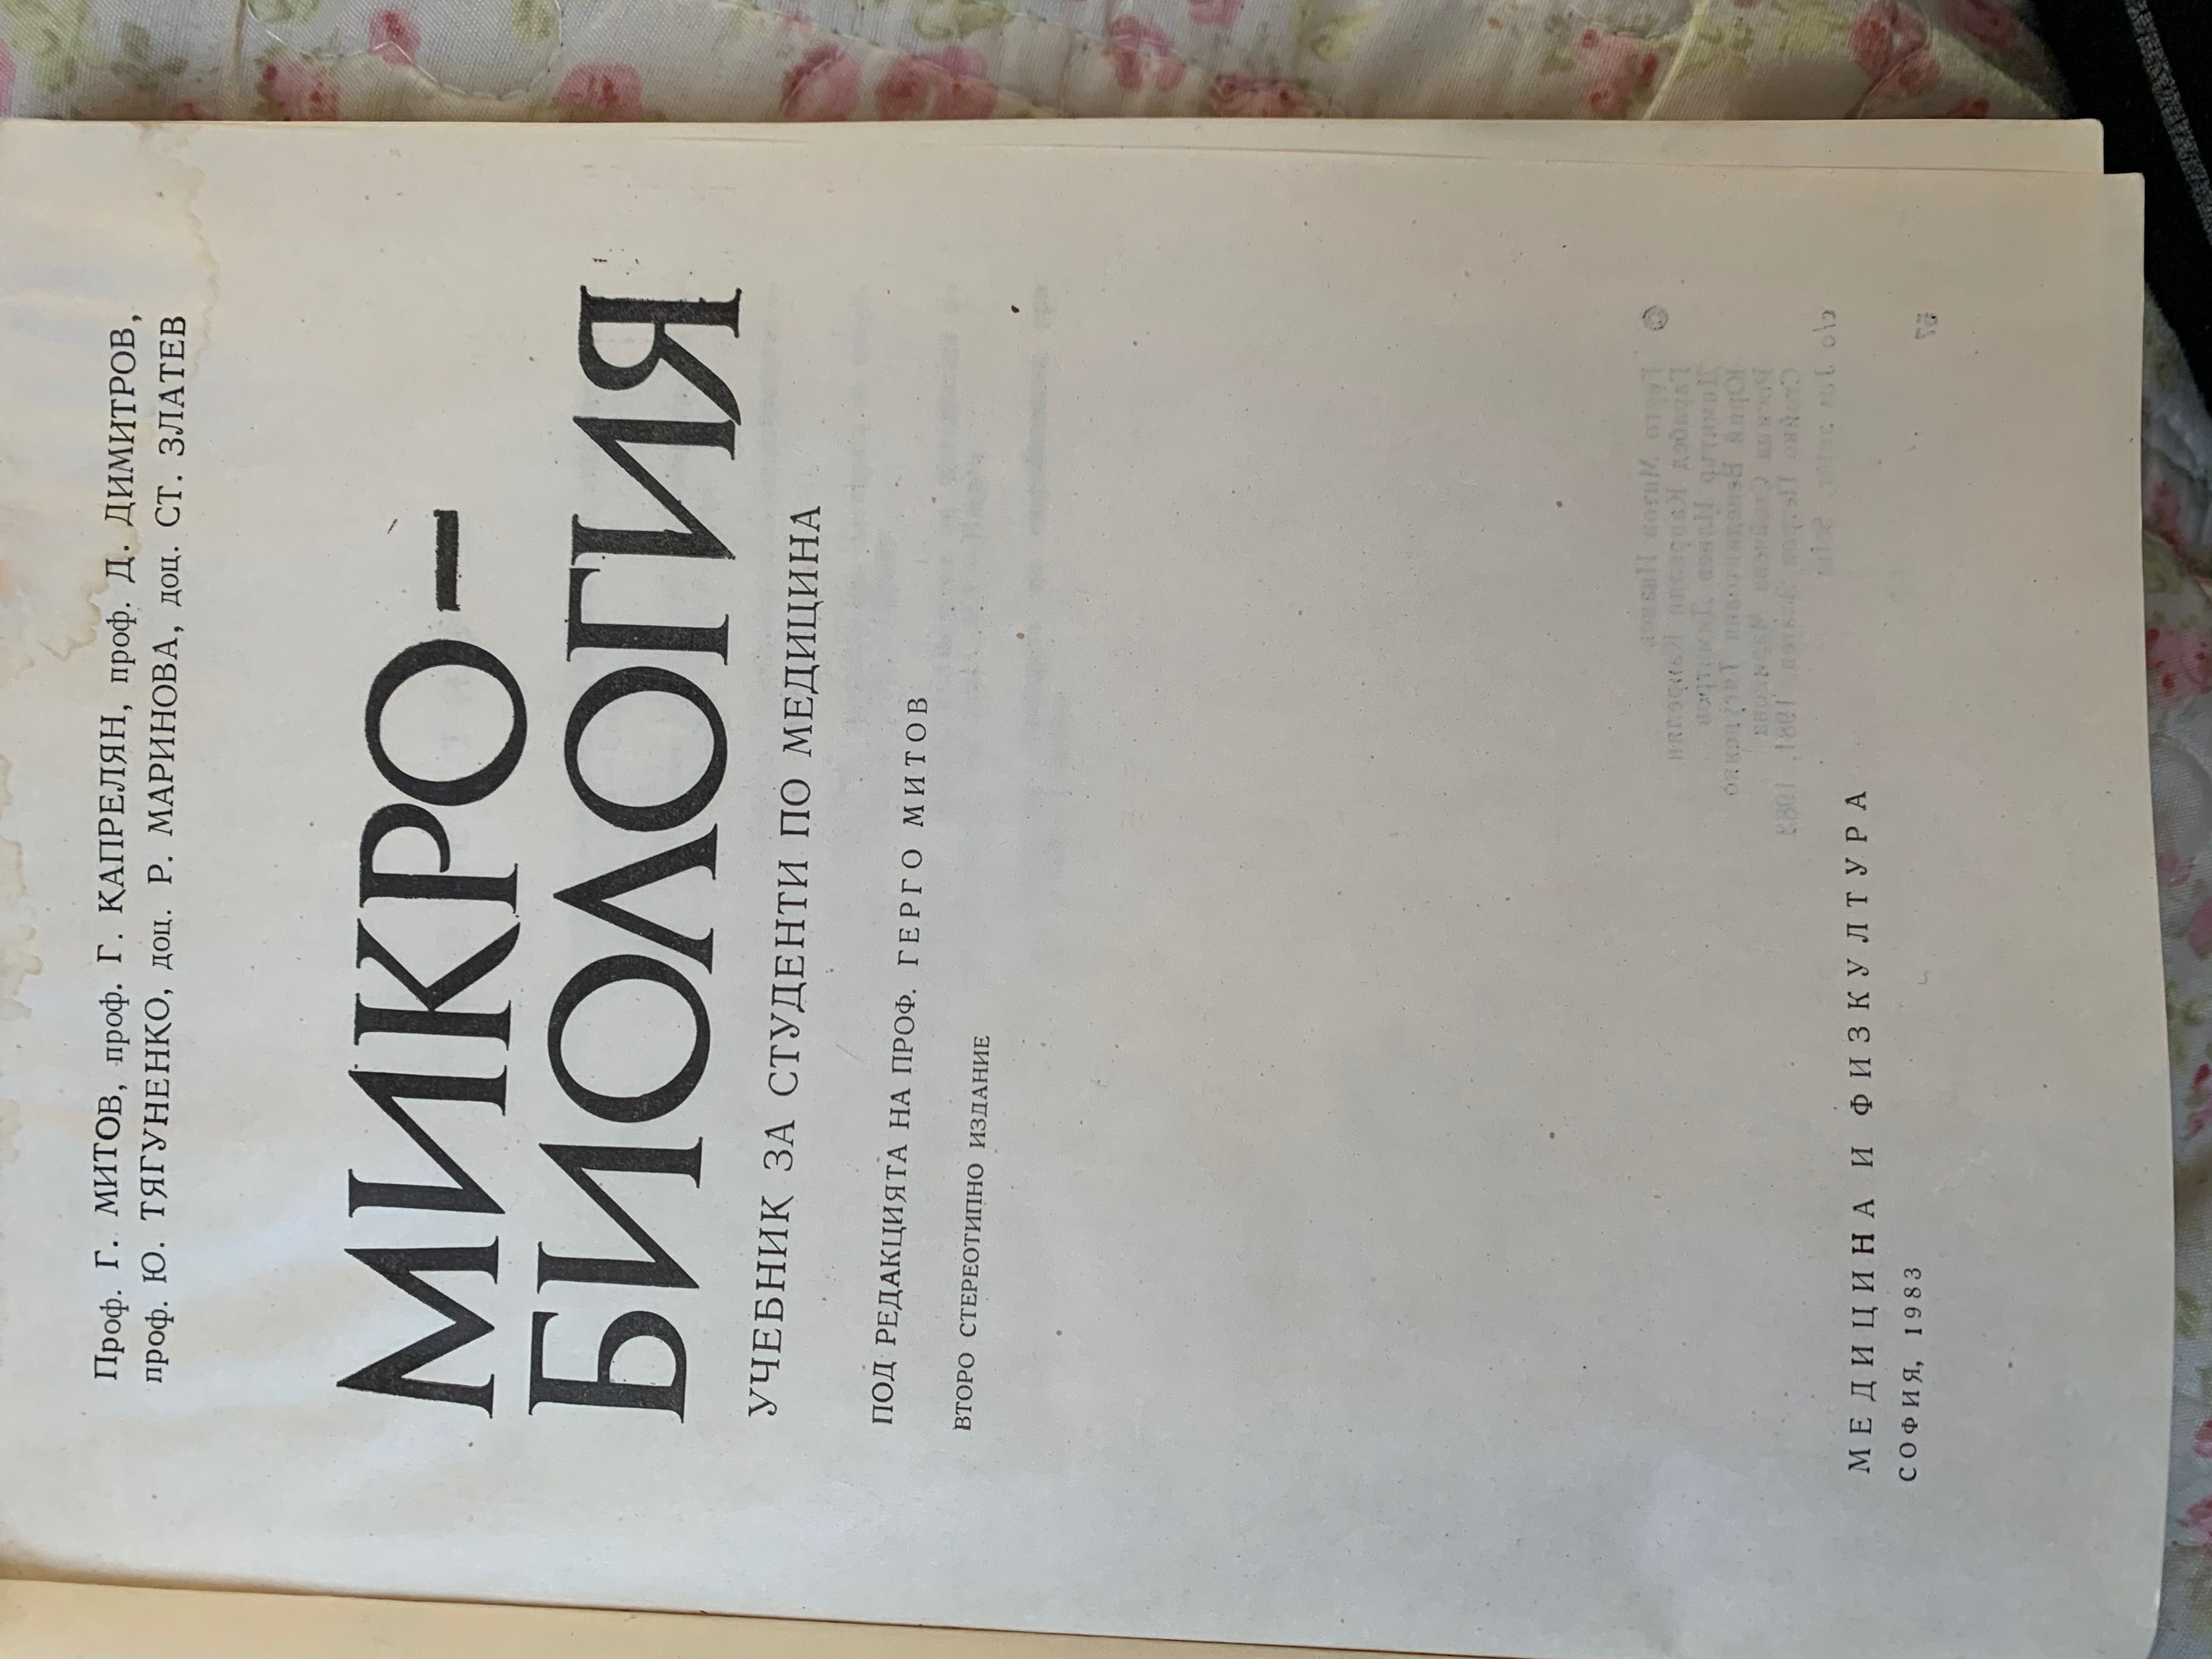 Проф. Г. МИТОВ, проф. Г. КАПРЕЛЯН, проф. Д. ДИМИТРОВ,
проф. Ю. ТЯГУНЕНКО, доц. Р. МАРИНОВА, доц. СТ. ЗЛАТЕВ
МИКРО-
БИОЛОГИЯ
УЧЕБНИК ЗА СТУДЕНТИ ПО МЕДИЦИНА
ПОД РЕДАКЦИЯТА НА ПРОФ. ГЕРГО МИТОВ
ВТОРО СТЕРЕОТИПНО ИЗДАНИЕ
МЕДИЦИНА И ФИЗКУЛТУРА
СОФИЯ, 1983